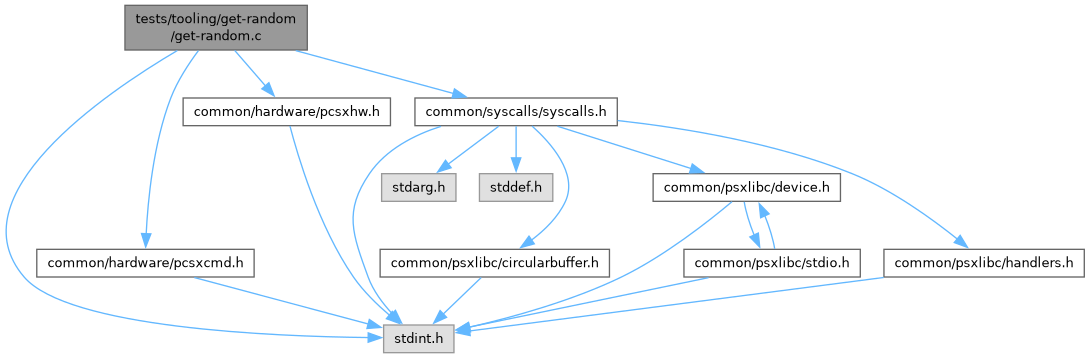 tests/tooling/get-random
/get-random.c
common/hardware/pcsxhw.h
common/syscalls/syscalls.h
stdarg.h
stddef.h
common/psxlibc/device.h
common/hardware/pcsxcmd.h
common/psxlibc/circularbuffer.h
common/psxlibc/stdio.h
common/psxlibc/handlers.h
stdint.h